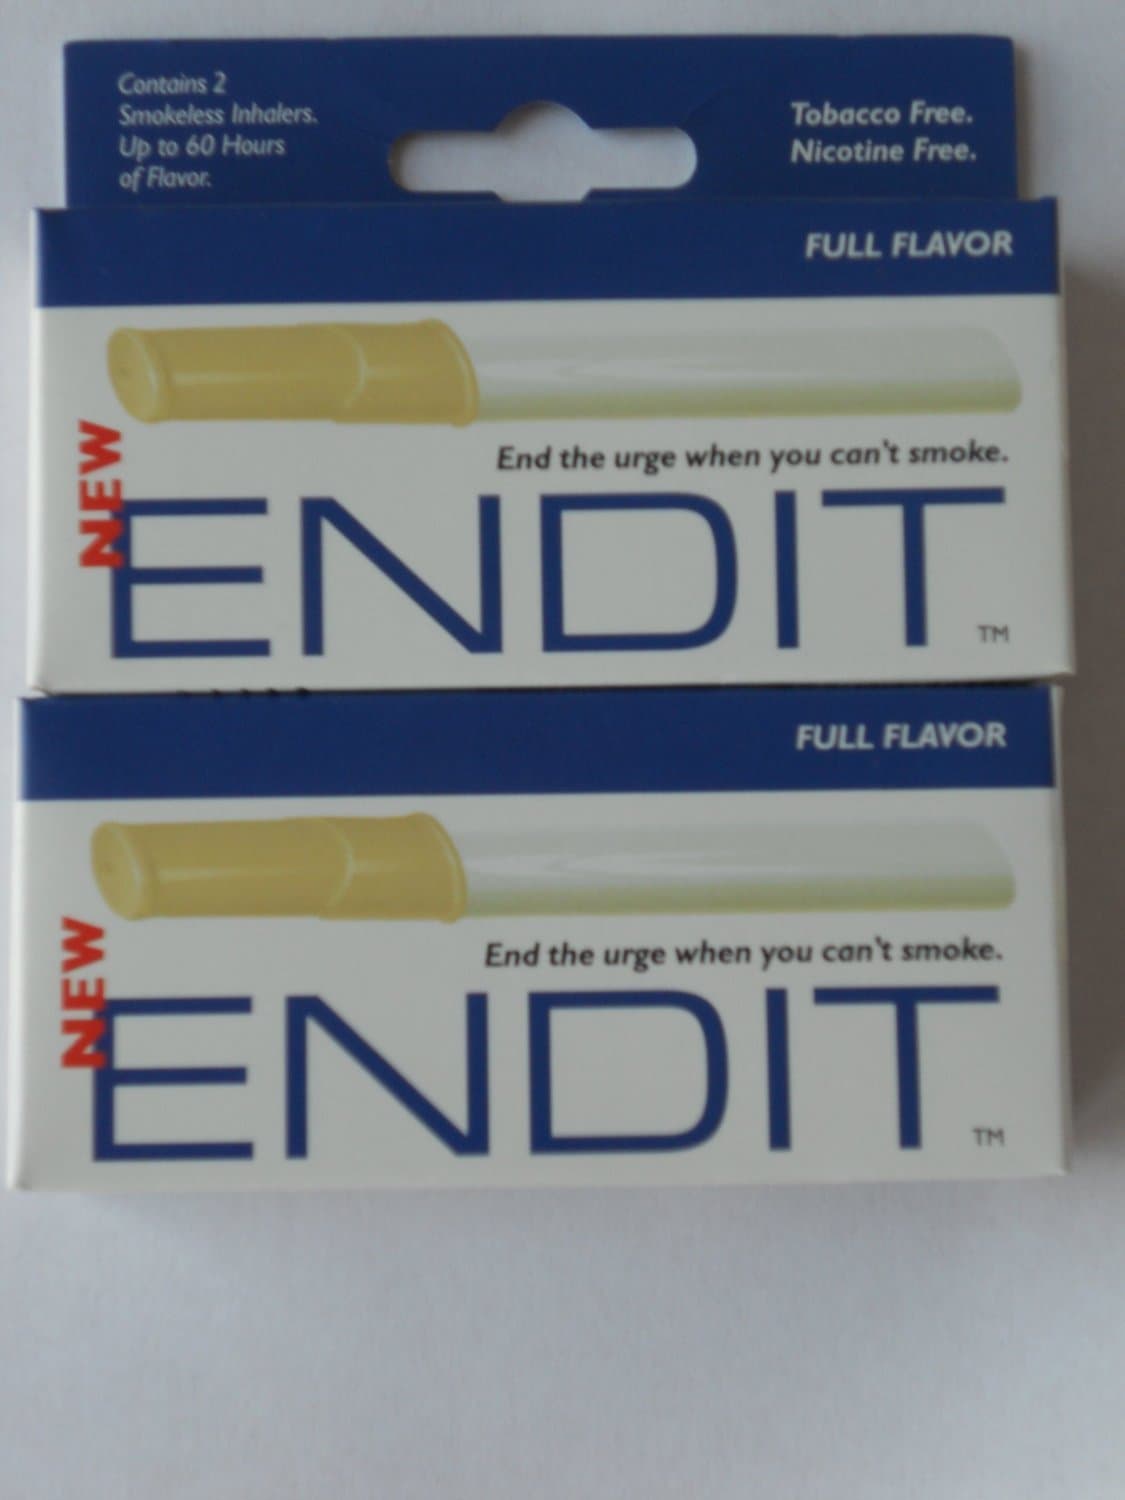 Contains 2
Smokeless Inhalers.
Up to 60 Hours
of Flavor.
Tobacco Free.
Nicotine Free.
FULL FLAVOR
NEW
End the urge when you can't smoke.
ENDIT
TM
FULL FLAVOR
NEW
End the urge when you can't smoke.
ENDIT
TM